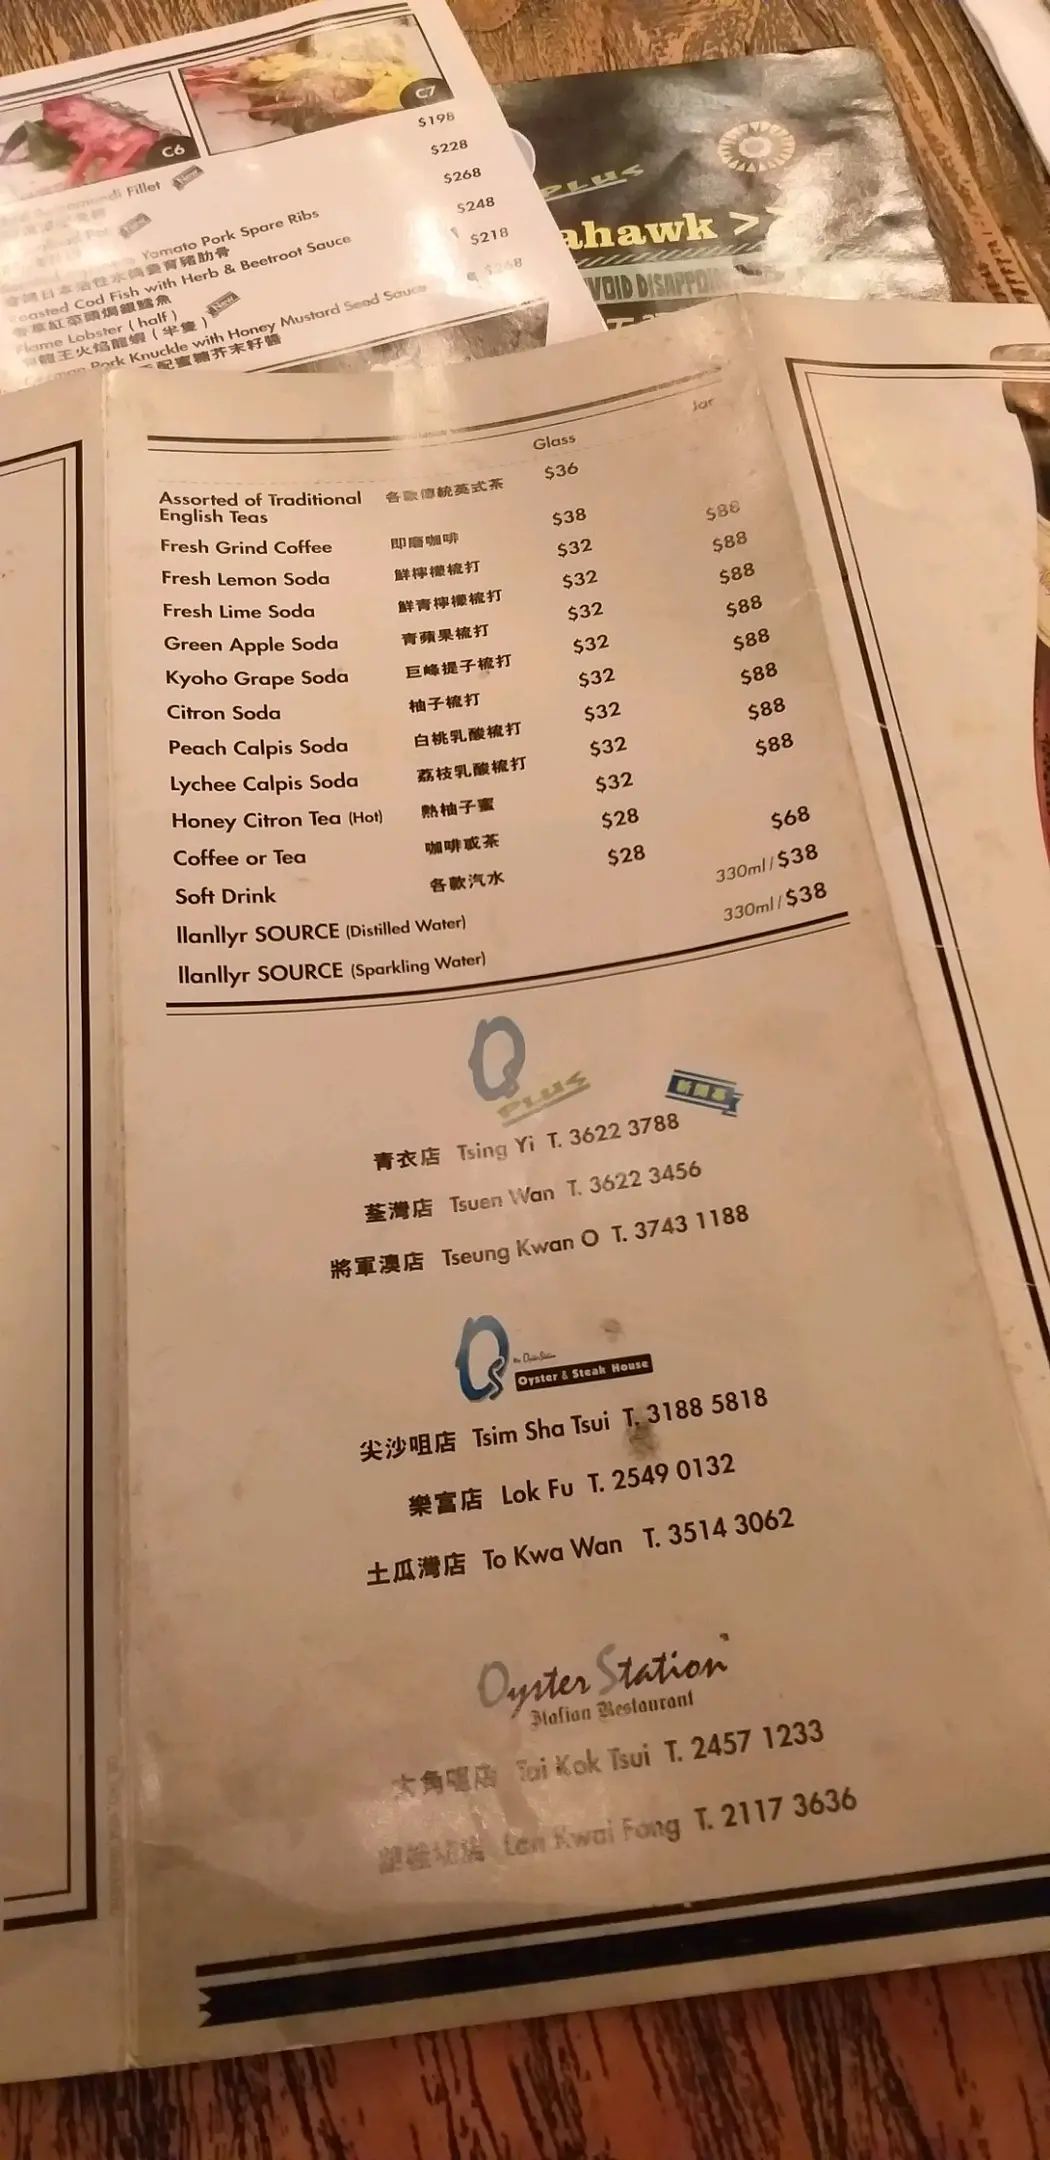 C6
C7
$198
Fillet New
$228
New
$268
Yamato Pork Spare Ribs
$248
Roasted Cod Fish with Herb & Beetroot Sauce
$218
Flame Lobster ( half ) New
$268
Pork Knuckle with Honey Mustard Seed Sauce
PLUS
ahawk >>
Glass Jar
Assorted of Traditional 各款傳統英式茶 $36
English Teas
Fresh Grind Coffee 即磨咖啡 $38
Fresh Lemon Soda 鮮檸檬梳打 $32 $88
Fresh Lime Soda 鮮青檸檬梳打 $32 $88
Green Apple Soda 青蘋果梳打 $32 $88
Kyoho Grape Soda 巨峰提子梳打 $32 $88
Citron Soda 柚子梳打 $32 $88
Peach Calpis Soda 白桃乳酸梳打 $32 $88
Lychee Calpis Soda 荔枝乳酸梳打 $32 $88
Honey Citron Tea (Hot) 熱柚子蜜 $32 $88
Coffee or Tea 咖啡或茶 $28
Soft Drink 各款汽水 $28 $68
llanllyr SOURCE (Distilled Water) 330ml / $38
llanllyr SOURCE (Sparkling Water) 330ml / $38
Q
PLUS
青衣店 Tsing Yi T. 3622 3788
荃灣店 Tsuen Wan T. 3622 3456
將軍澳店 Tseung Kwan O T. 3743 1188
Oyster & Steak House
尖沙咀店 Tsim Sha Tsui T. 3188 5818
樂富店 Lok Fu T. 2549 0132
土瓜灣店 To Kwa Wan T. 3514 3062
Oyster Station
Italian Restaurant
大角咀店 Tai Kok Tsui T. 2457 1233
Lan Kwai Fong T. 2117 3636